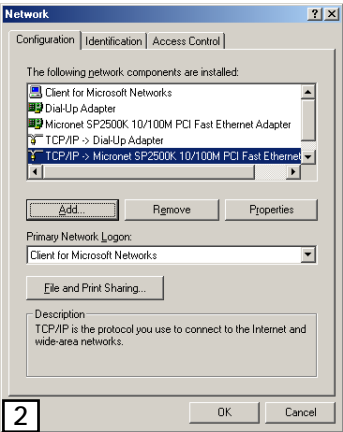 Network
? X
Configuration Identification Access Control
The following network components are installed:
Client for Microsoft Networks
Dial-Up Adapter
Micronet SP2500K 10/100M PCI Fast Ethernet Adapter
TCP/IP -> Dial-Up Adapter
TCP/IP -> Micronet SP2500K 10/100M PCI Fast Ethernet
Add... Remove Properties
Primary Network Logon:
Client for Microsoft Networks
File and Print Sharing...
Description
TCP/IP is the protocol you use to connect to the Internet and
wide-area networks.
2
OK Cancel